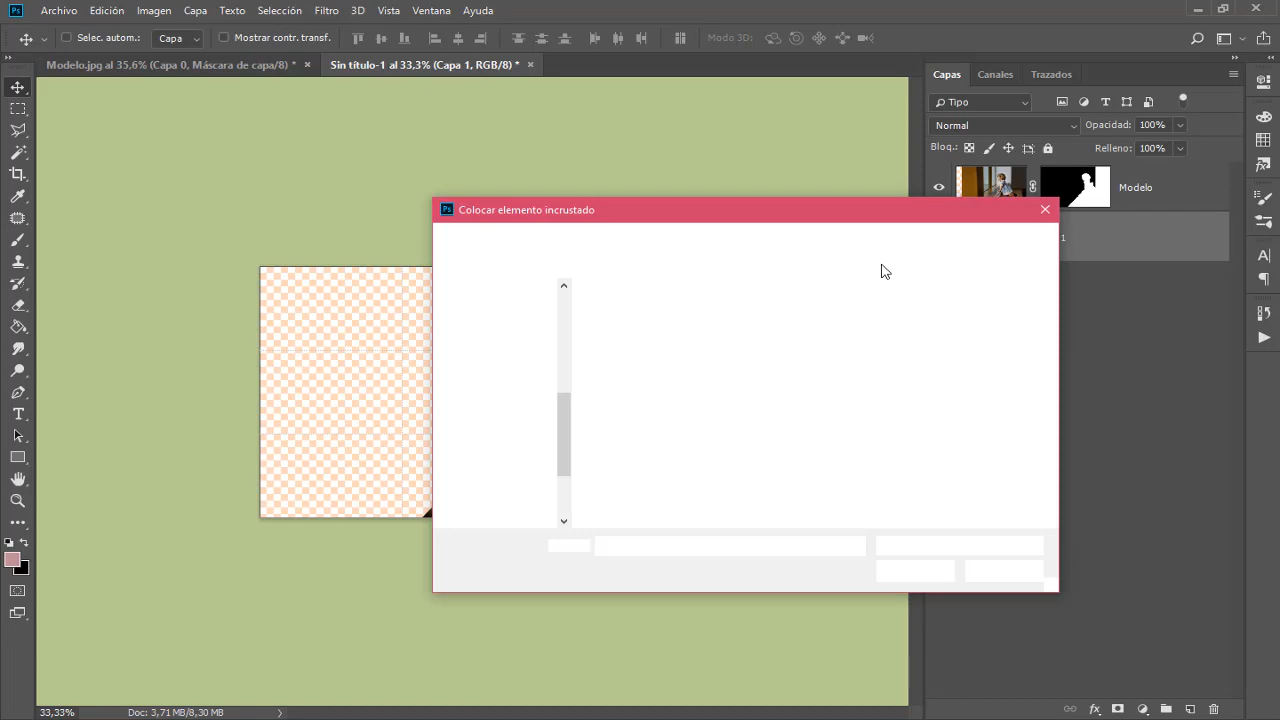 Ps Archivo Edición Imagen Capa Texto Selección Filtro 3D Vista Ventana Ayuda
Selec. autom.: Capa Mostrar contr. transf. Modo 3D:
Modelo.jpg al 35,6% (Capa 0, Máscara de capa/8) * Sin título-1 al 33,3% (Capa 1, RGB/8) *
Capas Canales Trazados
Tipo
Normal Opacidad: 100%
Bloq.: Relleno: 100%
Modelo
Ps Colocar elemento incrustado
1
33,33% Doc: 3,71 MB/8,30 MB